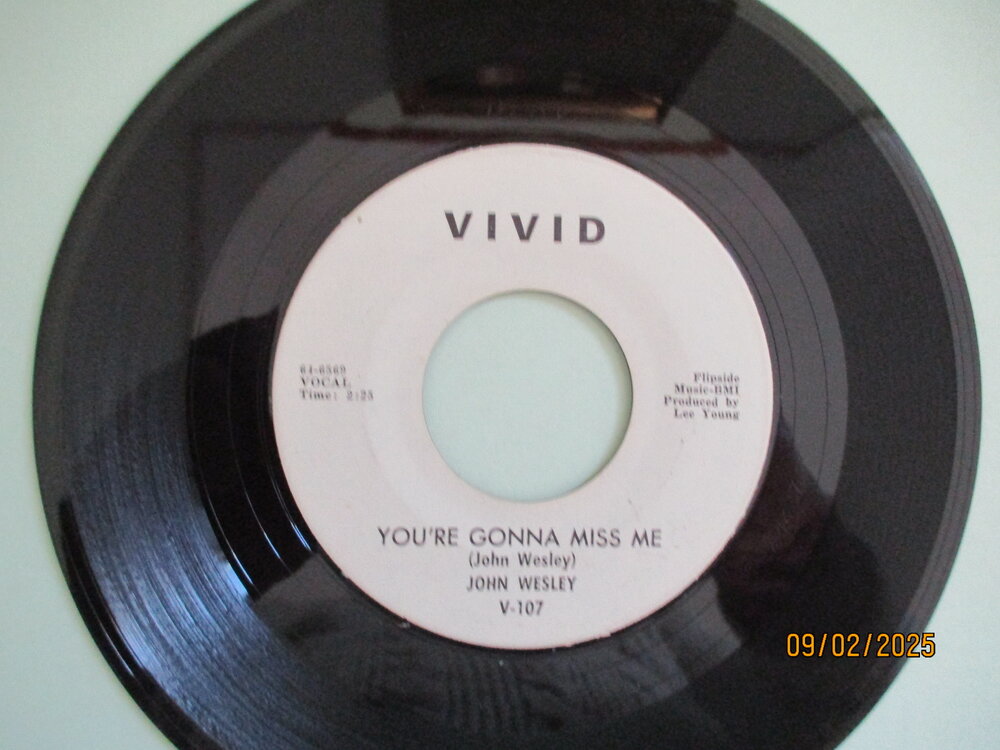 VIVID
64-6569
VOCAL
Time: 2:25
Flipside
Music-BMI
Produced by
Lee Young
YOU'RE GONNA MISS ME
(John Wesley)
JOHN WESLEY
V-107
09/02/2025